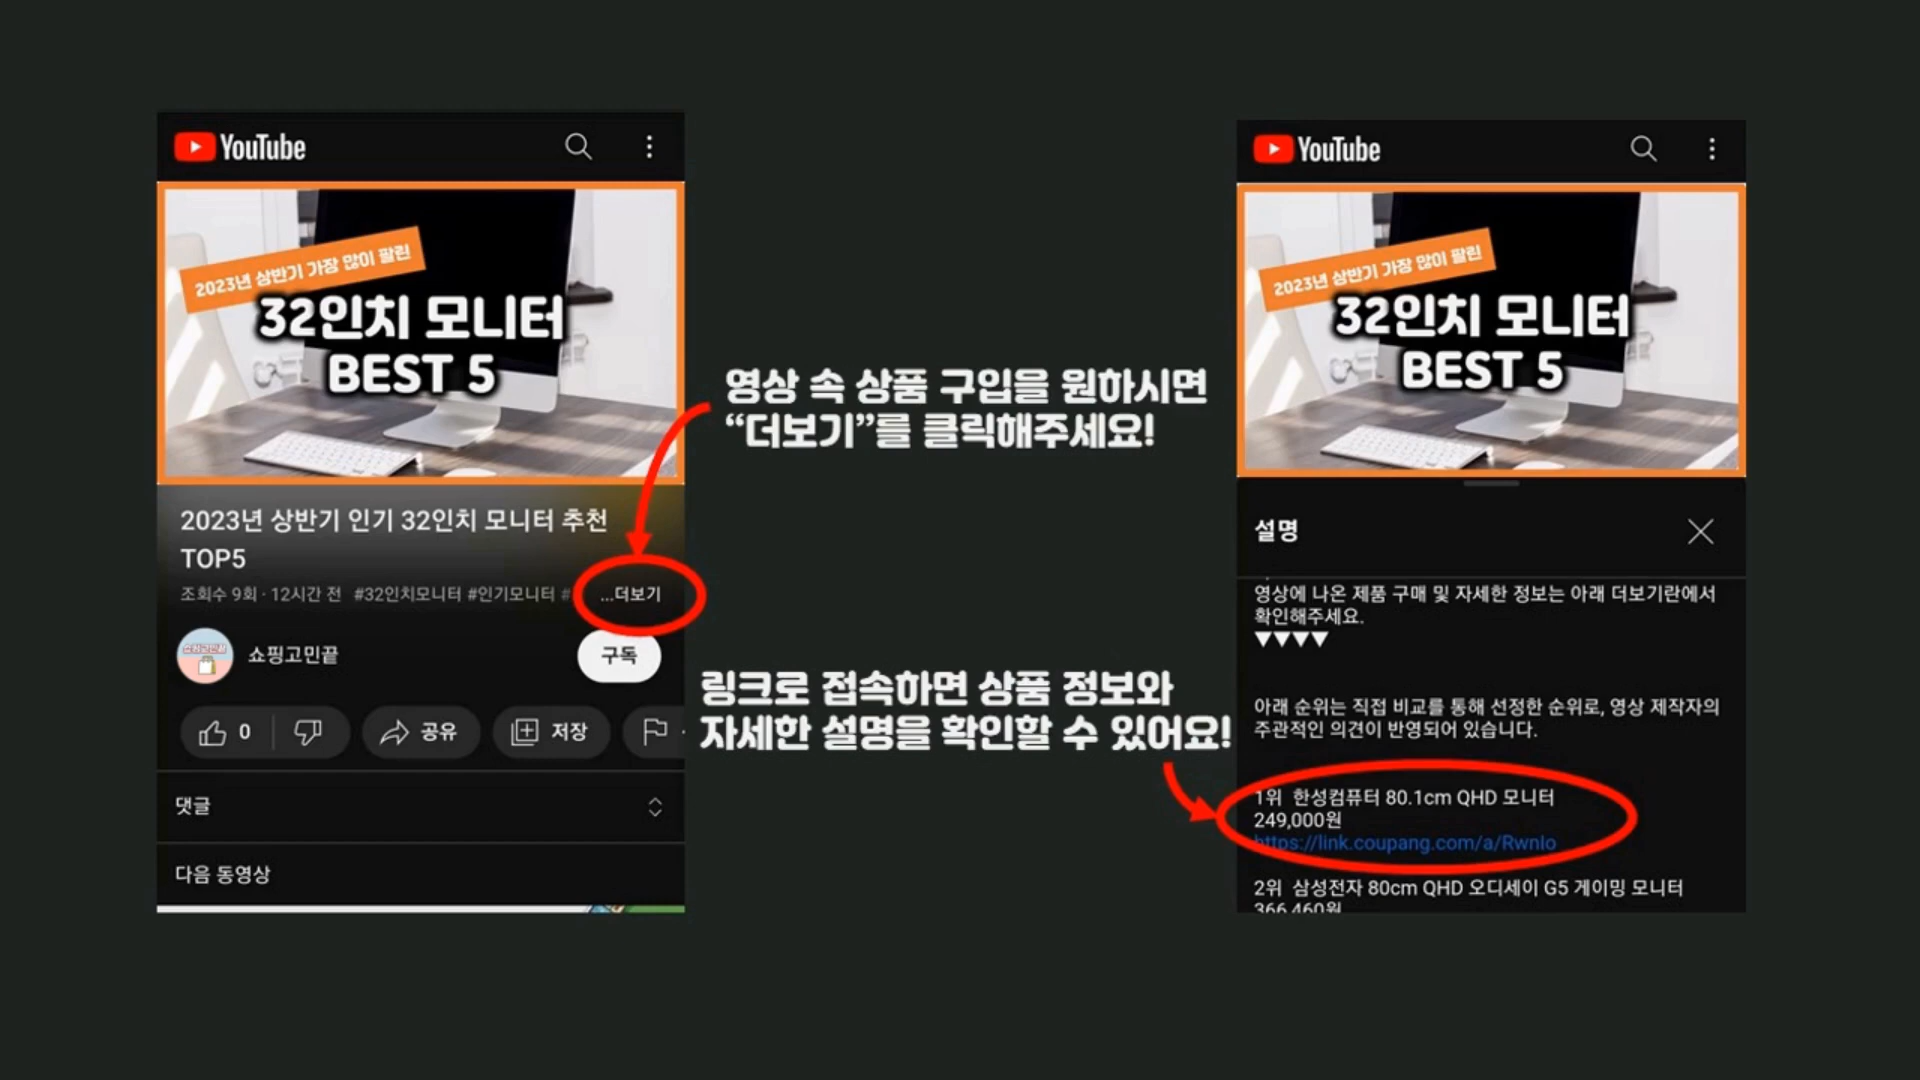 YouTube
2023년 상반기 가장 많이 팔린
32인치 모니터
BEST 5
2023년 상반기 인기 32인치 모니터 추천
TOP5
조회수 9회 · 12시간 전 #32인치모니터 #인기모니터 # ...더보기
쇼핑고민끝
쇼핑고민끝
구독
0
공유
저장
댓글
다음 동영상
영상 속 상품 구입을 원하시면
“더보기”를 클릭해주세요!
링크로 접속하면 상품 정보와
자세한 설명을 확인할 수 있어요!
YouTube
2023년 상반기 가장 많이 팔린
32인치 모니터
BEST 5
설명
영상에 나온 제품 구매 및 자세한 정보는 아래 더보기란에서
확인해주세요.
▼▼▼▼
아래 순위는 직접 비교를 통해 선정한 순위로, 영상 제작자의
주관적인 의견이 반영되어 있습니다.
1위 한성컴퓨터 80.1cm QHD 모니터
249,000원
https://link.coupang.com/a/RwnIo
2위 삼성전자 80cm QHD 오디세이 G5 게이밍 모니터
366,460원